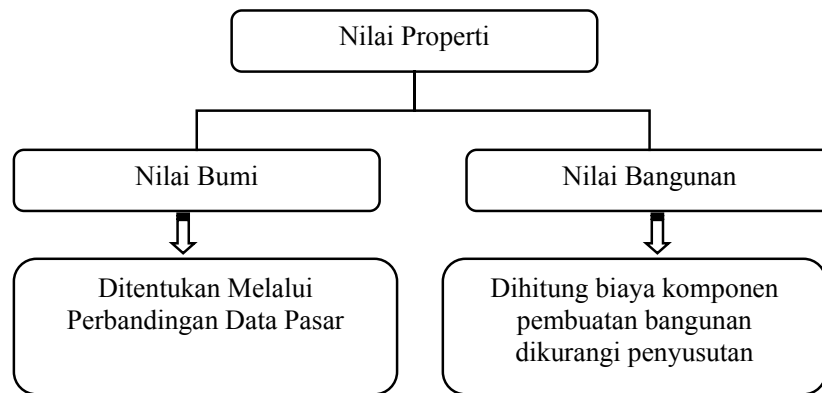 Nilai Properti
Nilai Bumi
Nilai Bangunan
Ditentukan Melalui
Perbandingan Data Pasar
Dihitung biaya komponen
pembuatan bangunan
dikurangi penyusutan